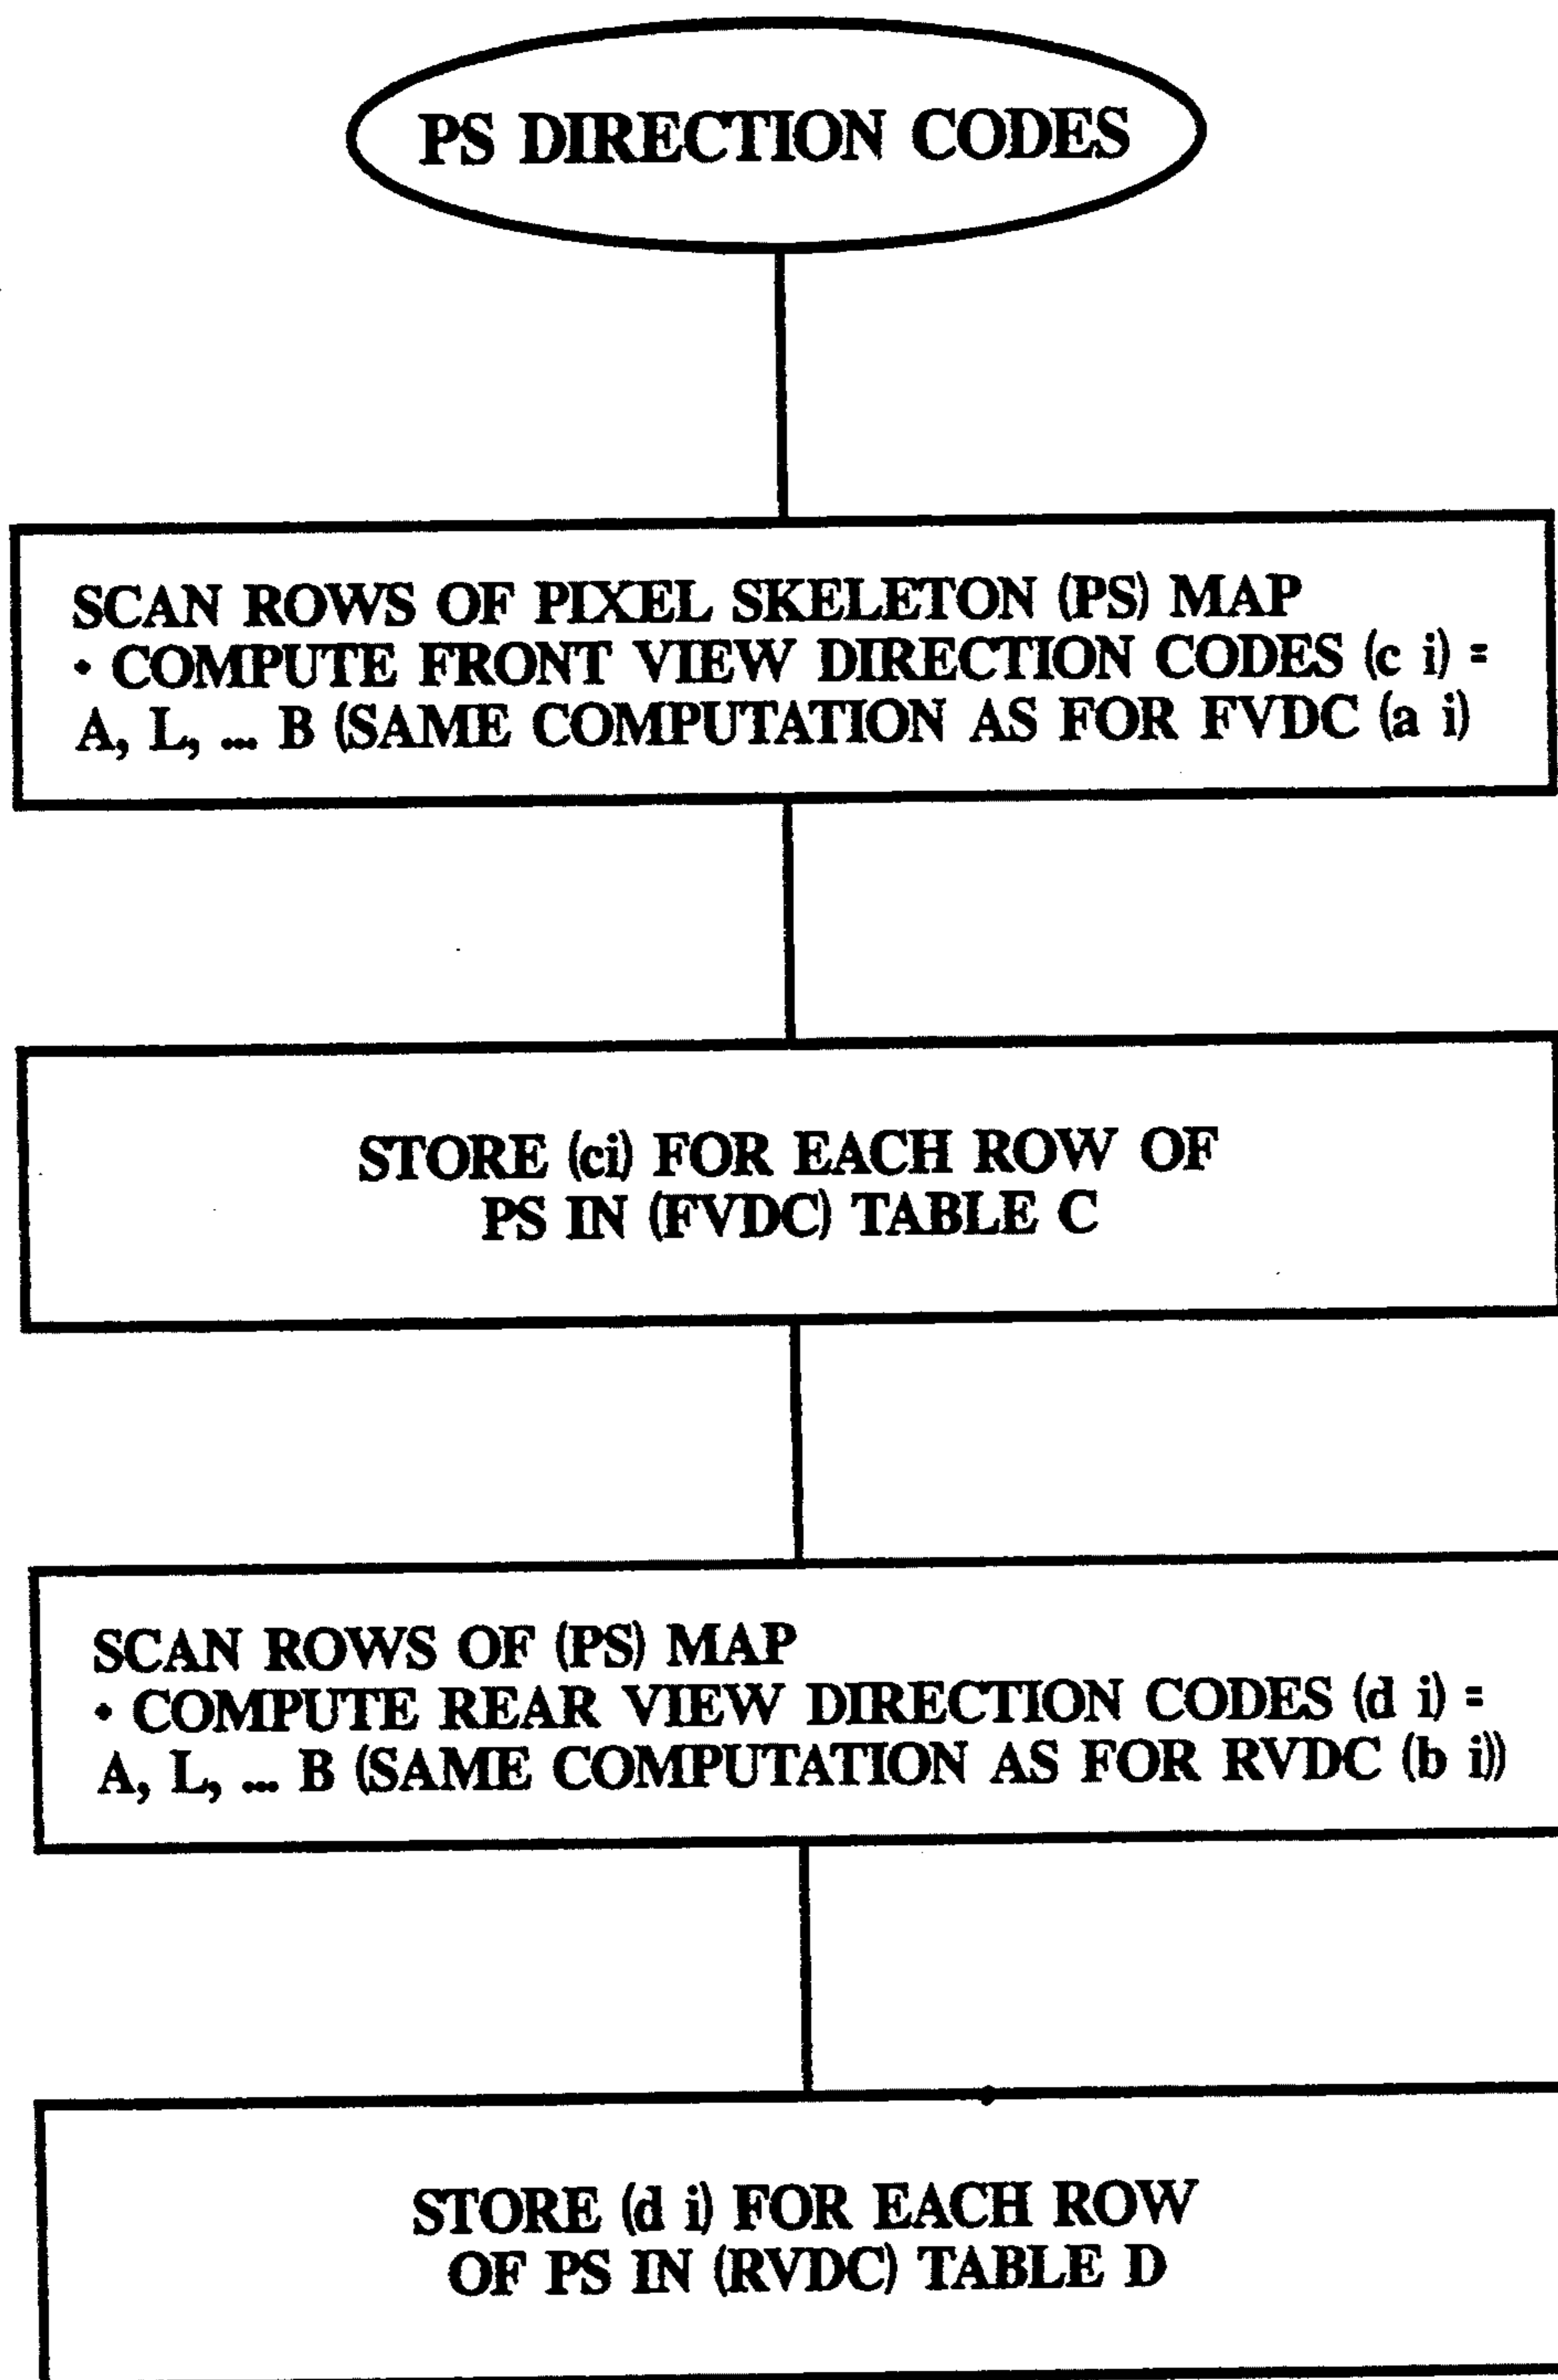 PS DIRECTION CODES
SCAN ROWS OF PIXEL SKELETON (PS) MAP
• COMPUTE FRONT VIEW DIRECTION CODES (c i) =
A, L, ... B (SAME COMPUTATION AS FOR FVDC (a i)
STORE (ci) FOR EACH ROW OF
PS IN (FVDC) TABLE C
SCAN ROWS OF (PS) MAP
• COMPUTE REAR VIEW DIRECTION CODES (d i) =
A, L, ... B (SAME COMPUTATION AS FOR RVDC (b i))
STORE (d i) FOR EACH ROW
OF PS IN (RVDC) TABLE D